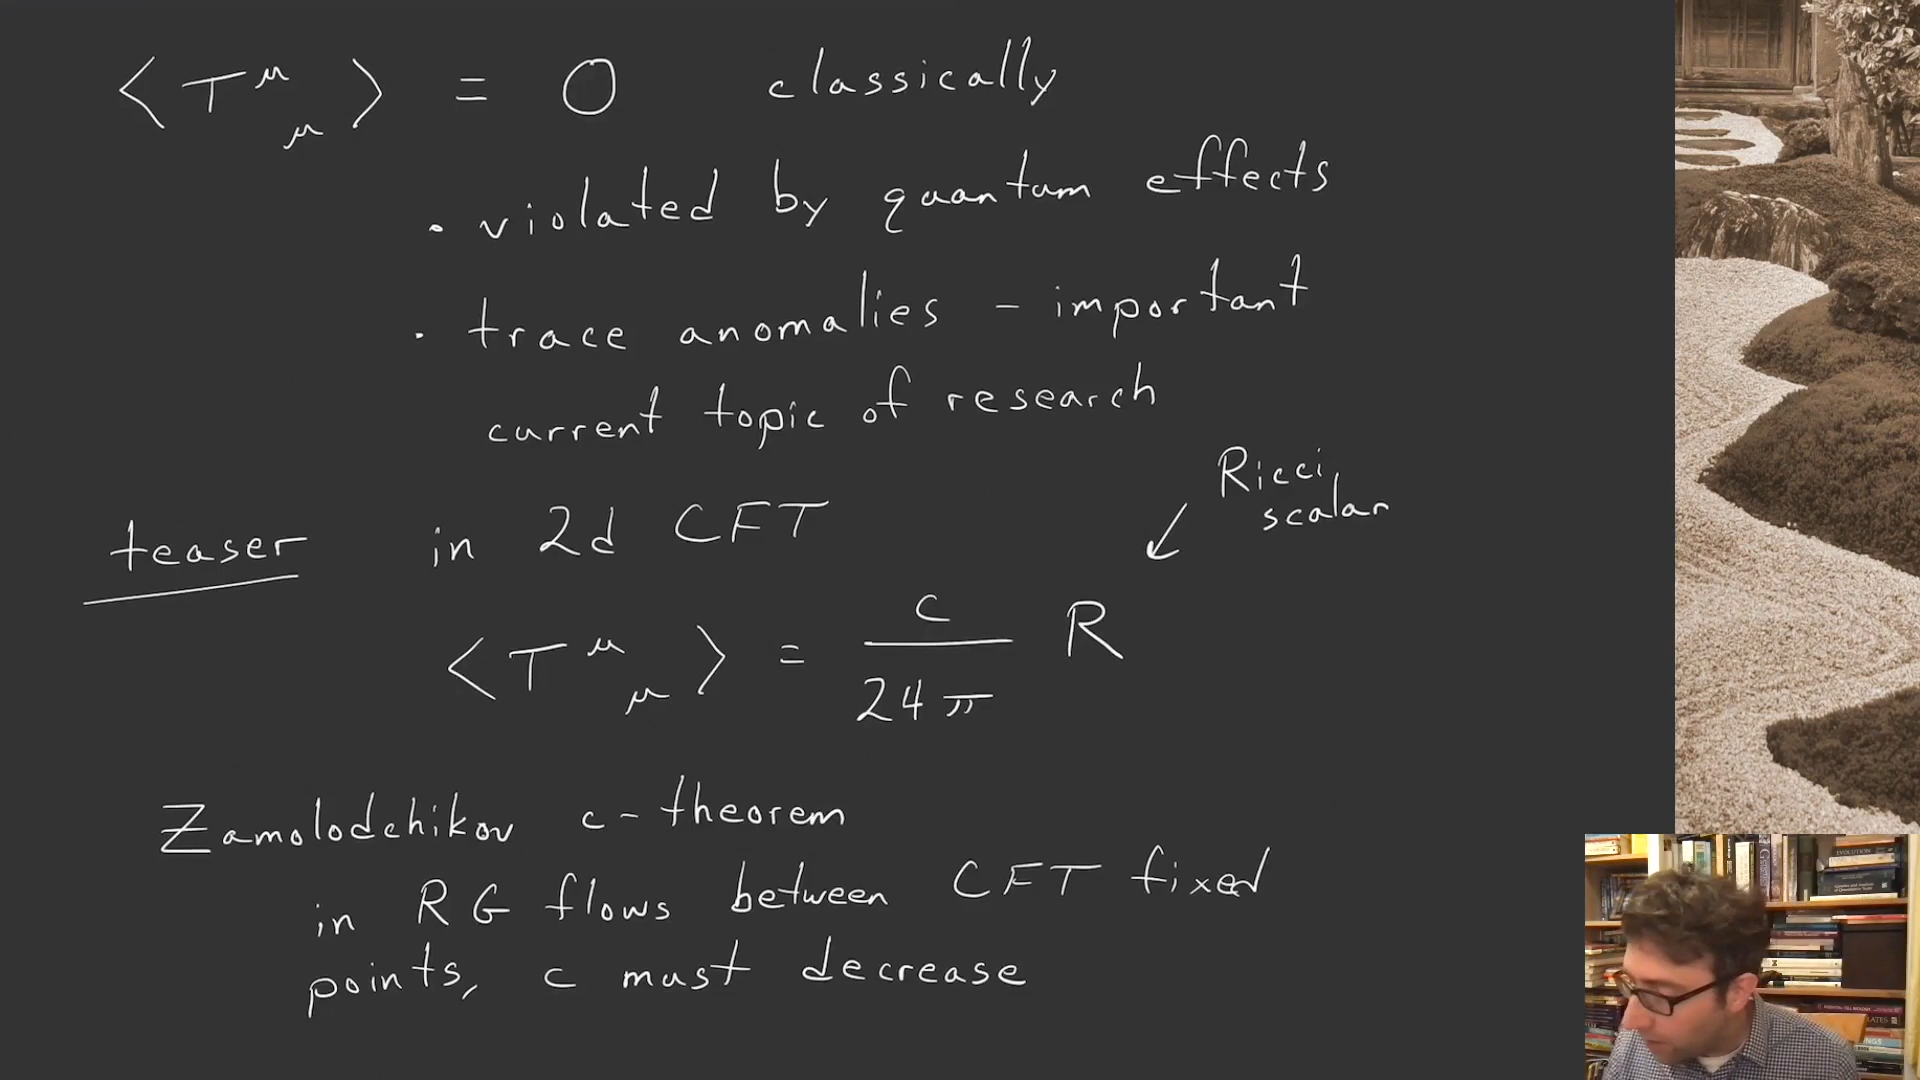 ⟨T^μ_μ⟩ = 0 classically
• violated by quantum effects
• trace anomalies - important
current topic of research
Ricci
scalar
teaser in 2d CFT
⟨T^μ_μ⟩ = c/24π R
Zamolodchikov c-theorem
in RG flows between CFT fixed
points, c must decrease
EVOLUTION